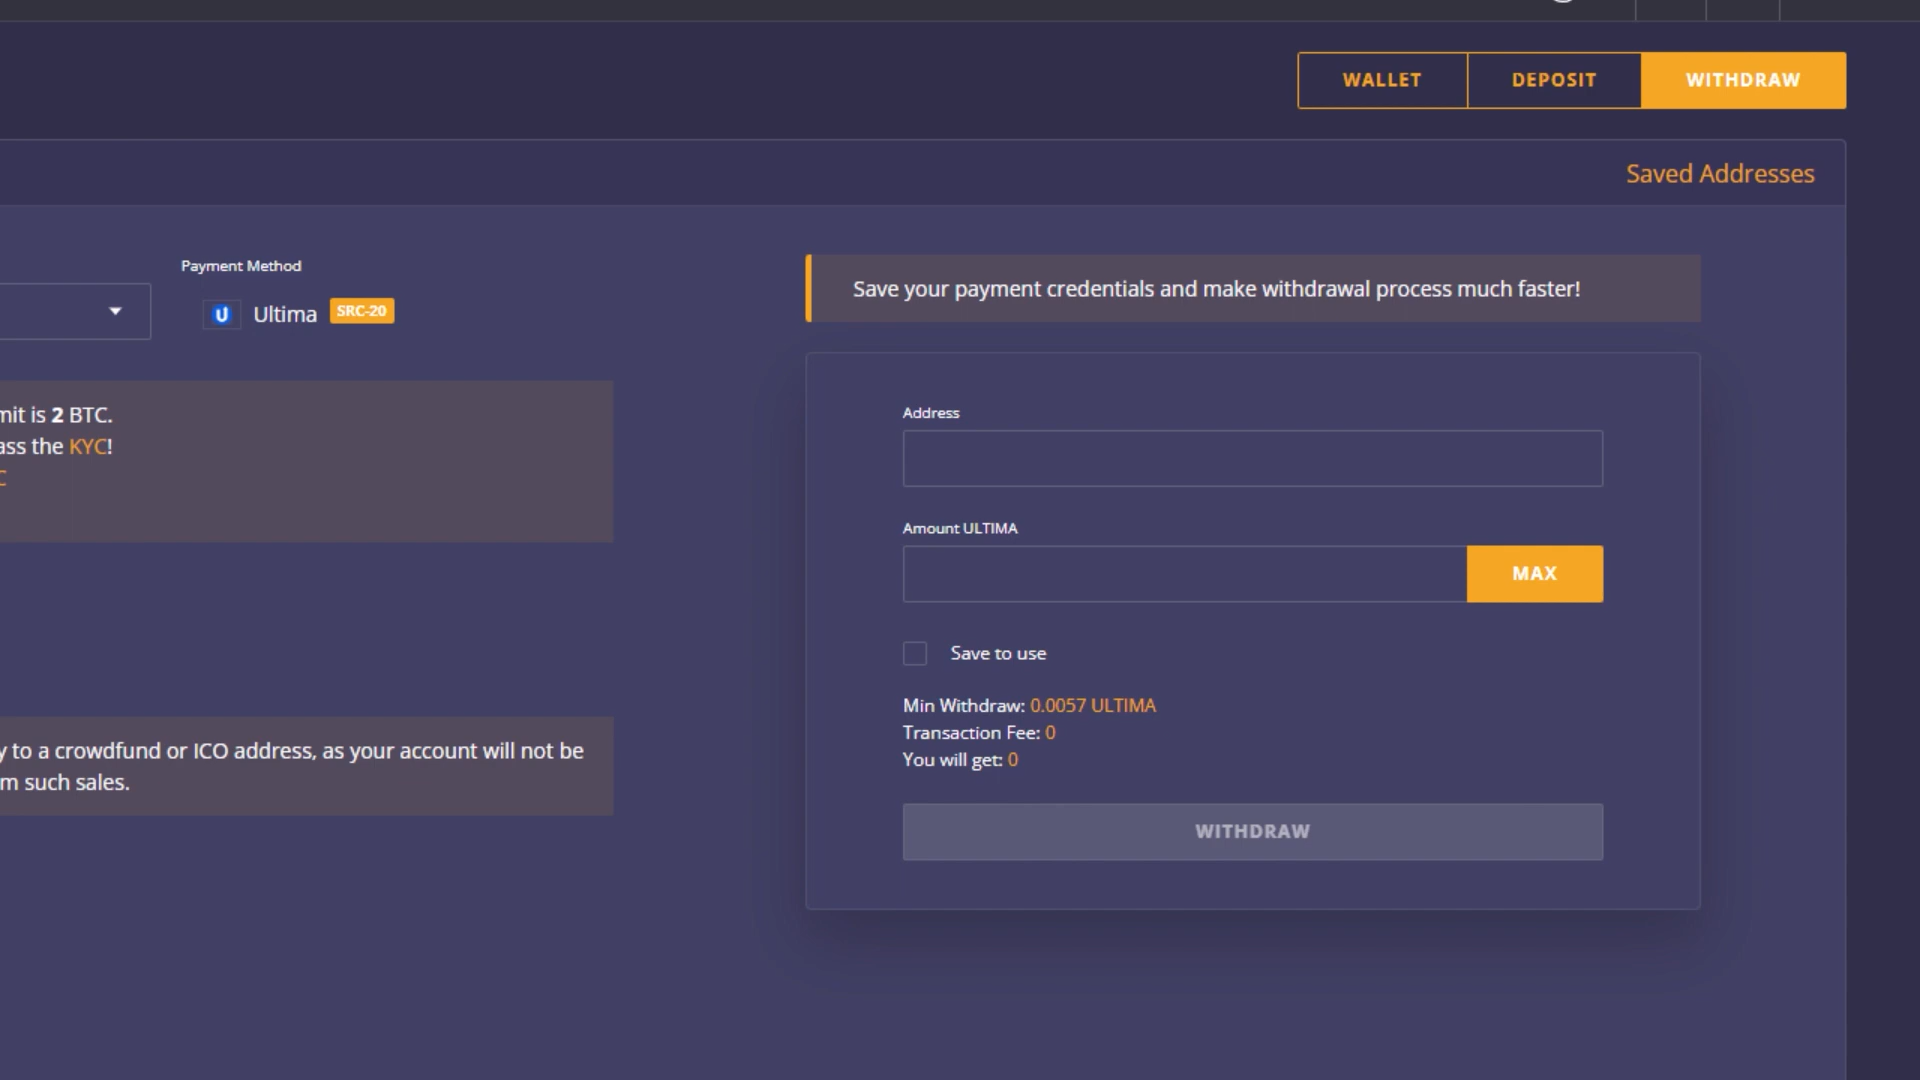 WALLET
DEPOSIT
WITHDRAW
Saved Addresses
Payment Method
U Ultima SRC-20
is 2 BTC.
the KYC!
to a crowdfund or ICO address, as your account will not be
such sales.
Save your payment credentials and make withdrawal process much faster!
Address
Amount ULTIMA
MAX
Save to use
Min Withdraw: 0.0057 ULTIMA
Transaction Fee: 0
You will get: 0
WITHDRAW